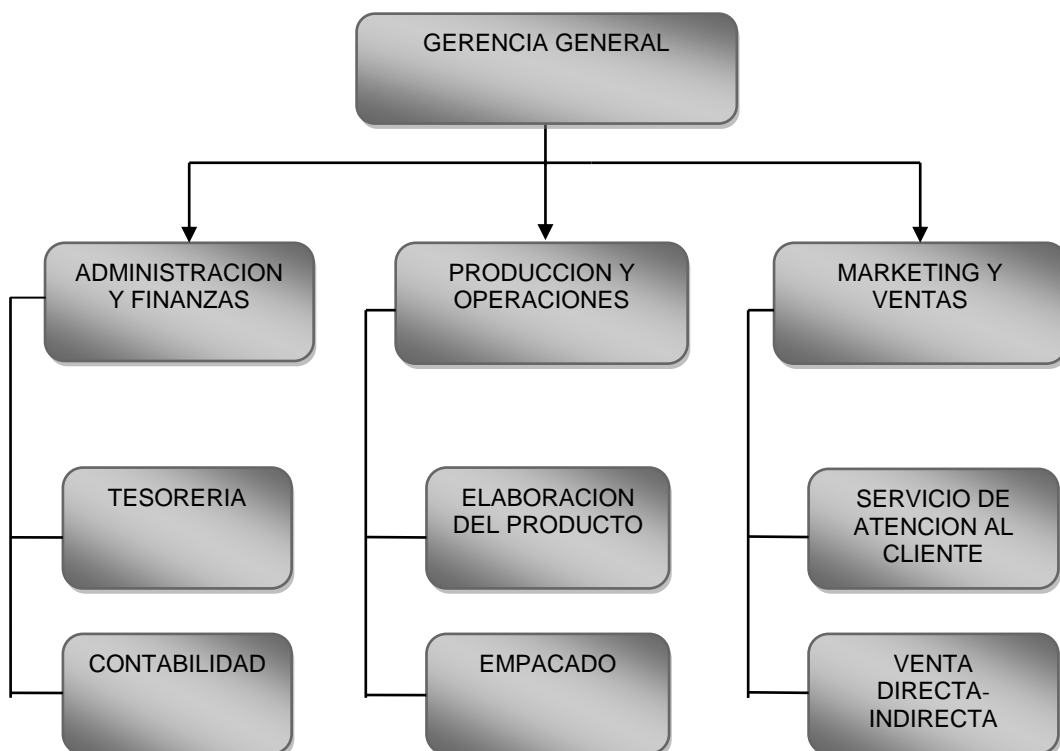 GERENCIA GENERAL
ADMINISTRACION
Y FINANZAS
PRODUCCION Y
OPERACIONES
MARKETING Y
VENTAS
TESORERIA
ELABORACION
DEL PRODUCTO
SERVICIO DE
ATENCION AL
CLIENTE
CONTABILIDAD
EMPACADO
VENTA
DIRECTA-
INDIRECTA